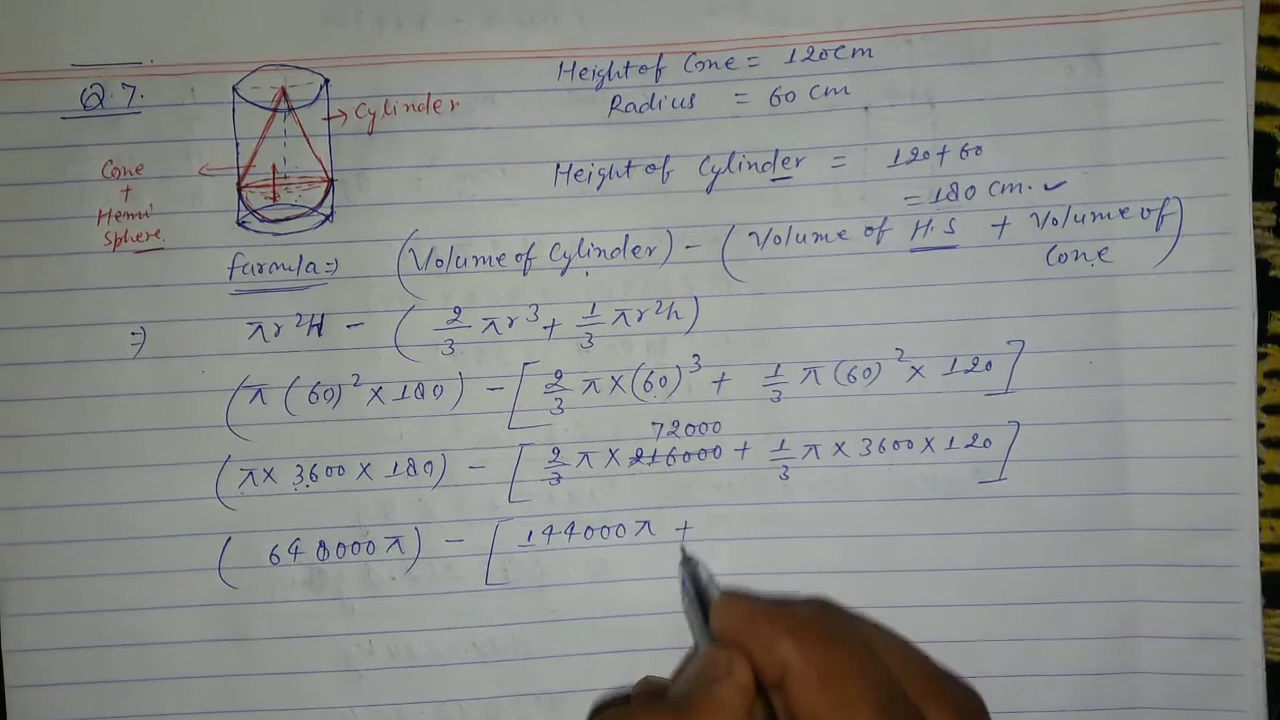 Q.7.
Height of Cone = 120cm
Radius = 60 cm
→ Cylinder
Cone
+
Hemi
sphere.
Height of Cylinder = 120+60
= 180 cm. ✓
Farmula ⇒ (Volume of Cylinder) - (Volume of H.S + Volume of Cone)
⇒ πr²H - (2/3 πr³ + 1/3 πr²h)
(π (60)² × 180) - [2/3 π×(60)³ + 1/3 π(60)² × 120]
72000
(π× 3600 × 180) - [2/3 π × 216000 + 1/3 π × 3600 × 120]
(648000π) - [144000π +